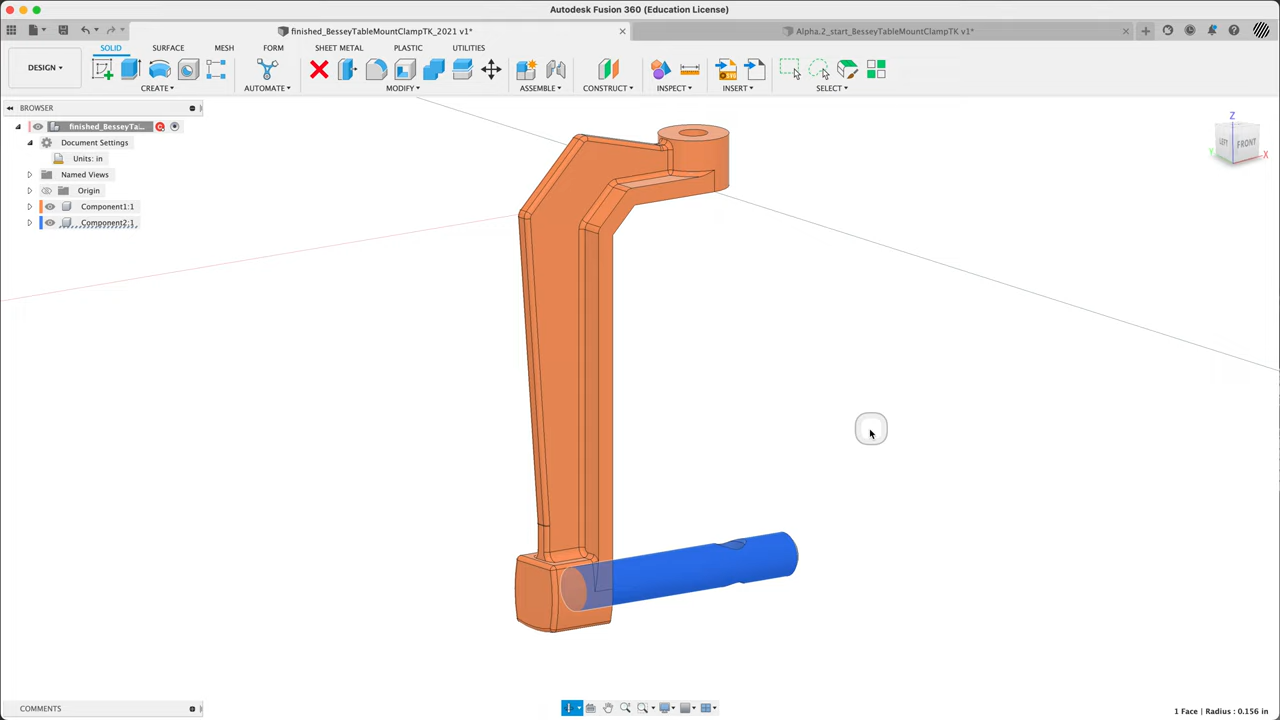 Autodesk Fusion 360 (Education License)
finished_BesseyTableMountClampTK_2021 v1*
Alpha.2_start_BesseyTableMountClampTK v1*
SOLID SURFACE MESH FORM SHEET METAL PLASTIC UTILITIES
DESIGN
CREATE AUTOMATE MODIFY ASSEMBLE CONSTRUCT INSPECT INSERT SELECT
SVG
BROWSER
finished_BesseyTa...
Document Settings
Units: in
Named Views
Origin
Component1:1
Component2:1
Z
LEFT FRONT
Y X
COMMENTS
1 Face | Radius : 0.156 in